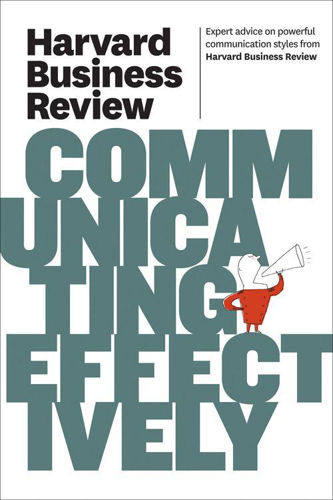 Harvard
Business
Review
Expert advice on powerful
communication styles from
Harvard Business Review
COMM
UNICA
TING
EFFECT
IVELY